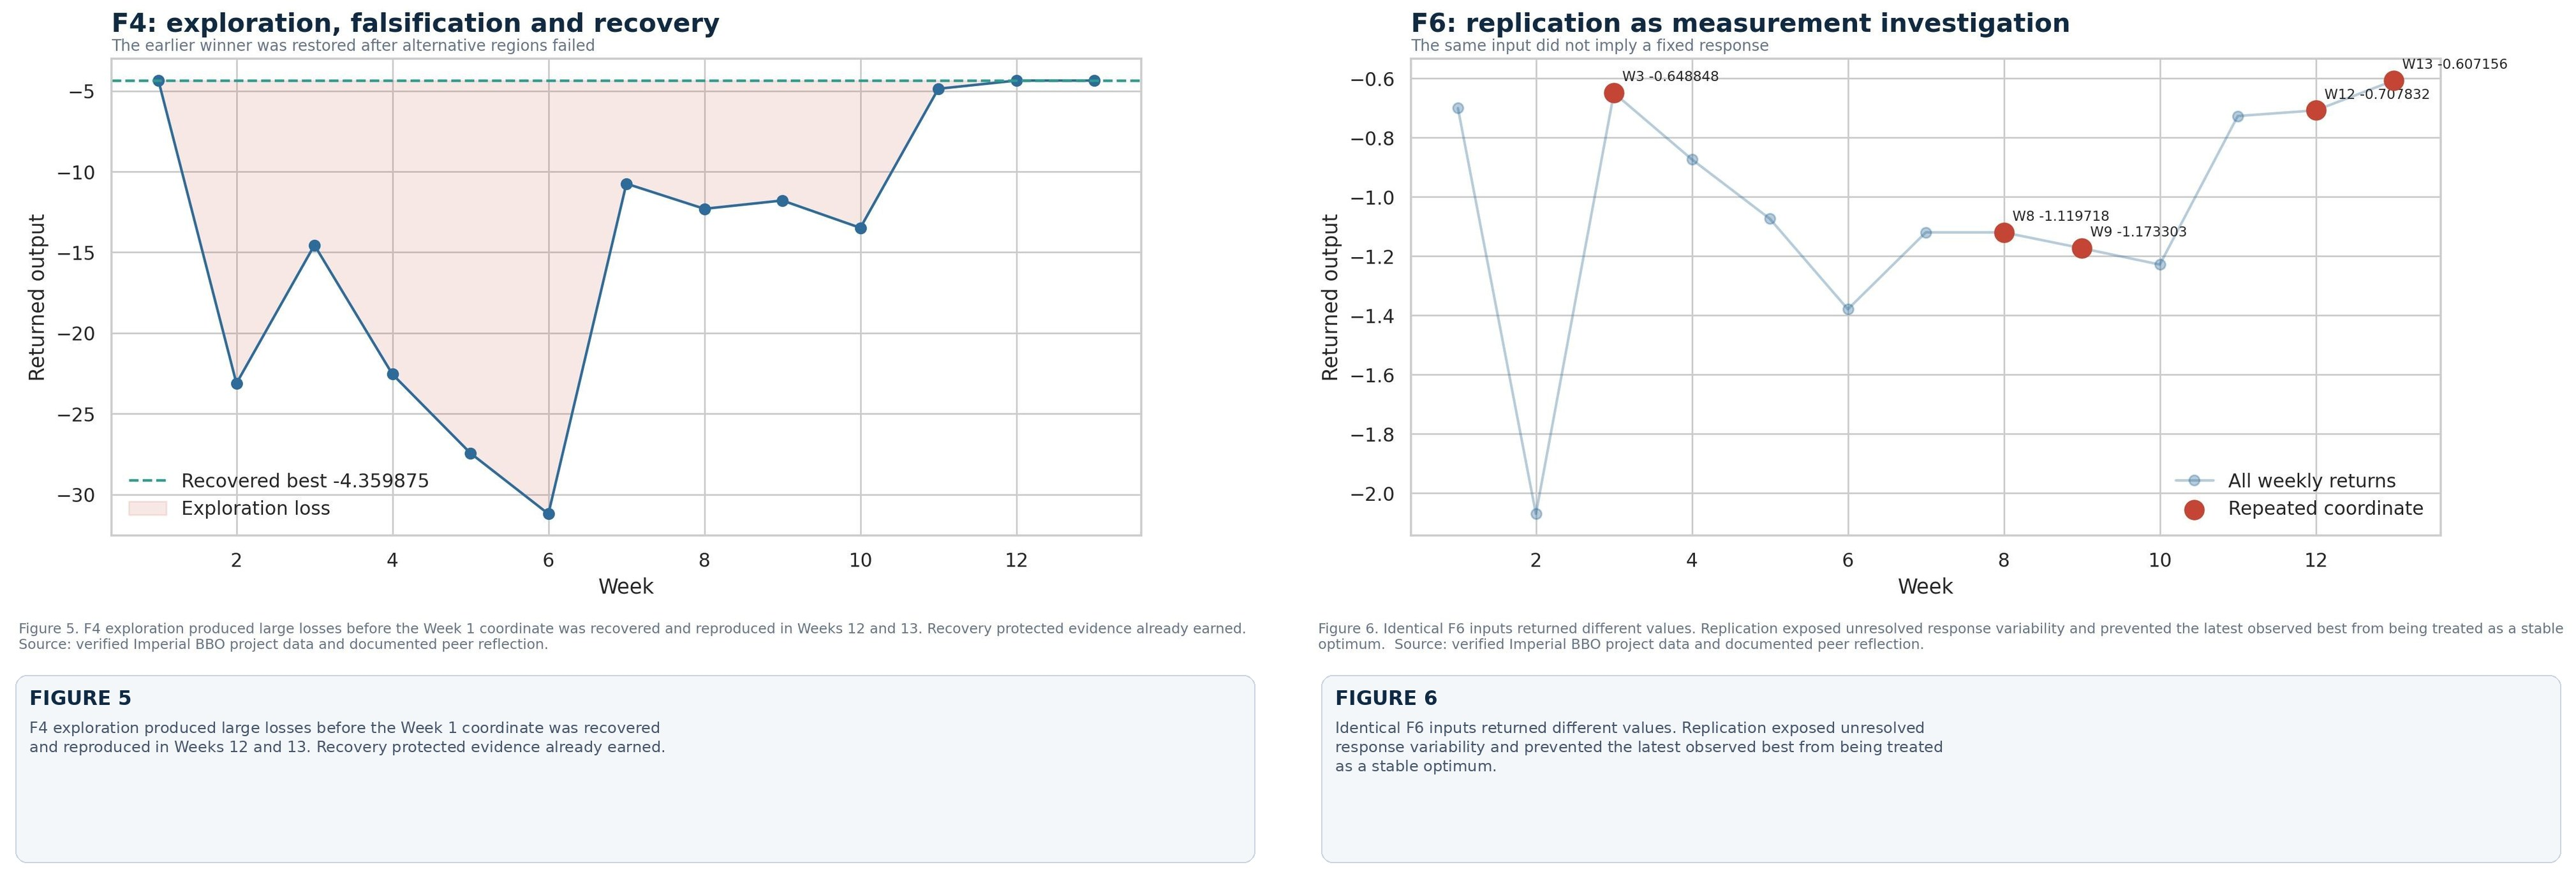 F4: exploration, falsification and recovery
The earlier winner was restored after alternative regions failed
−5
−10
−15
−20
−25
−30
Returned output
Recovered best -4.359875
Exploration loss
2
4
6
8
10
12
Week
Figure 5. F4 exploration produced large losses before the Week 1 coordinate was recovered and reproduced in Weeks 12 and 13. Recovery protected evidence already earned.
Source: verified Imperial BBO project data and documented peer reflection.
FIGURE 5
F4 exploration produced large losses before the Week 1 coordinate was recovered
and reproduced in Weeks 12 and 13. Recovery protected evidence already earned.
F6: replication as measurement investigation
The same input did not imply a fixed response
−0.6
−0.8
−1.0
−1.2
−1.4
−1.6
−1.8
−2.0
Returned output
W3 -0.648848
W13 -0.607156
W12 -0.707832
W8 -1.119718
W9 -1.173303
All weekly returns
Repeated coordinate
2
4
6
8
10
12
Week
Figure 6. Identical F6 inputs returned different values. Replication exposed unresolved response variability and prevented the latest observed best from being treated as a stable
optimum.  Source: verified Imperial BBO project data and documented peer reflection.
FIGURE 6
Identical F6 inputs returned different values. Replication exposed unresolved
response variability and prevented the latest observed best from being treated
as a stable optimum.